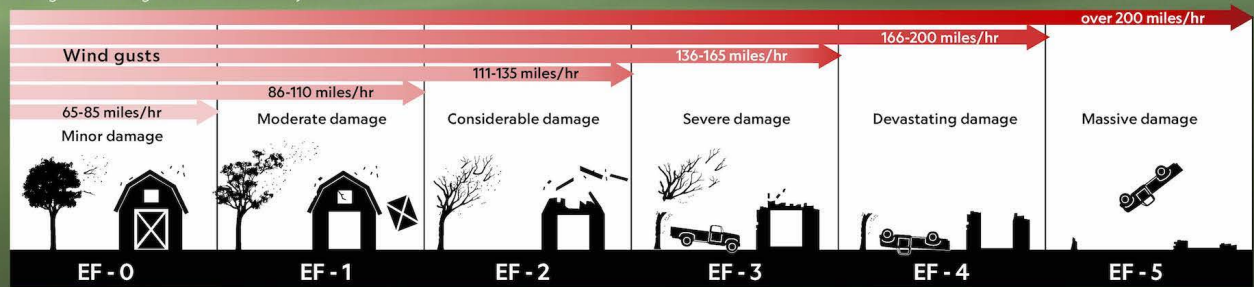 over 200 miles/hr
166-200 miles/hr
Wind gusts
136-165 miles/hr
111-135 miles/hr
86-110 miles/hr
65-85 miles/hr
Minor damage
Moderate damage
Considerable damage
Severe damage
Devastating damage
Massive damage
EF - 0
EF - 1
EF - 2
EF - 3
EF - 4
EF - 5